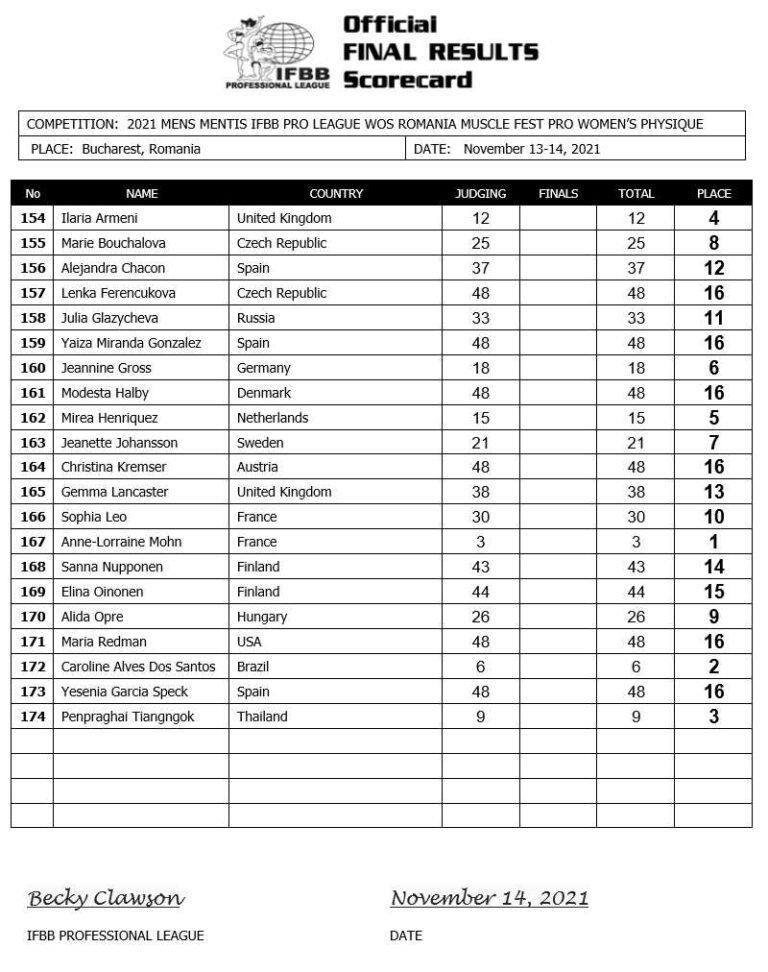 Official
FINAL RESULTS
Scorecard
IFBB
PROFESSIONAL LEAGUE
COMPETITION: 2021 MENS MENTIS IFBB PRO LEAGUE WOS ROMANIA MUSCLE FEST PRO WOMEN'S PHYSIQUE
PLACE: Bucharest, Romania DATE: November 13-14, 2021
No NAME COUNTRY JUDGING FINALS TOTAL PLACE
154 Ilaria Armeni United Kingdom 12 12 4
155 Marie Bouchalova Czech Republic 25 25 8
156 Alejandra Chacon Spain 37 37 12
157 Lenka Ferencukova Czech Republic 48 48 16
158 Julia Glazycheva Russia 33 33 11
159 Yaiza Miranda Gonzalez Spain 48 48 16
160 Jeannine Gross Germany 18 18 6
161 Modesta Halby Denmark 48 48 16
162 Mirea Henriquez Netherlands 15 15 5
163 Jeanette Johansson Sweden 21 21 7
164 Christina Kremser Austria 48 48 16
165 Gemma Lancaster United Kingdom 38 38 13
166 Sophia Leo France 30 30 10
167 Anne-Lorraine Mohn France 3 3 1
168 Sanna Nupponen Finland 43 43 14
169 Elina Oinonen Finland 44 44 15
170 Alida Opre Hungary 26 26 9
171 Maria Redman USA 48 48 16
172 Caroline Alves Dos Santos Brazil 6 6 2
173 Yesenia Garcia Speck Spain 48 48 16
174 Penpraghai Tiangngok Thailand 9 9 3
Becky Clawson November 14, 2021
IFBB PROFESSIONAL LEAGUE DATE